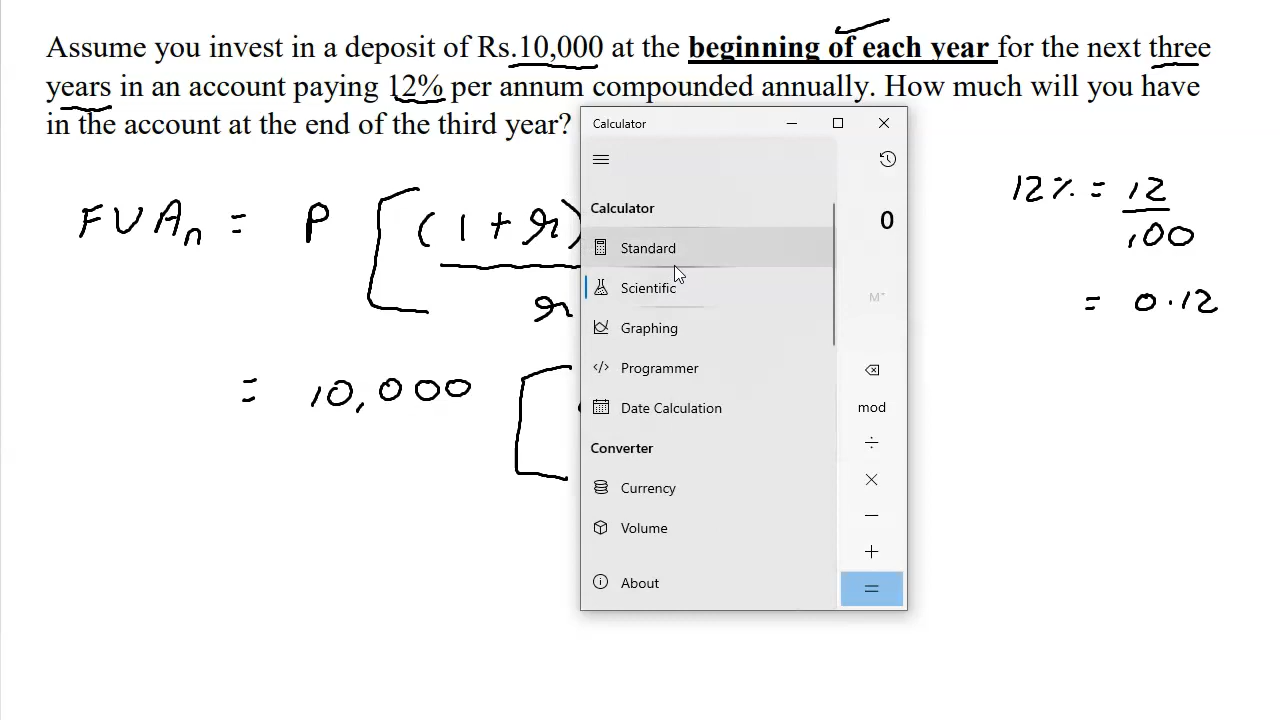 Assume you invest in a deposit of Rs.10,000 at the beginning of each year for the next three
years in an account paying 12% per annum compounded annually. How much will you have
in the account at the end of the third year?
Calculator
Calculator
0
Standard
Scientific
Graphing
Programmer
Date Calculation
Converter
Currency
Volume
About
M˅
mod
÷
×
−
+
=
FVAn = P [(1 + r)
r
= 10,000 [
12% = 12
100
= 0.12